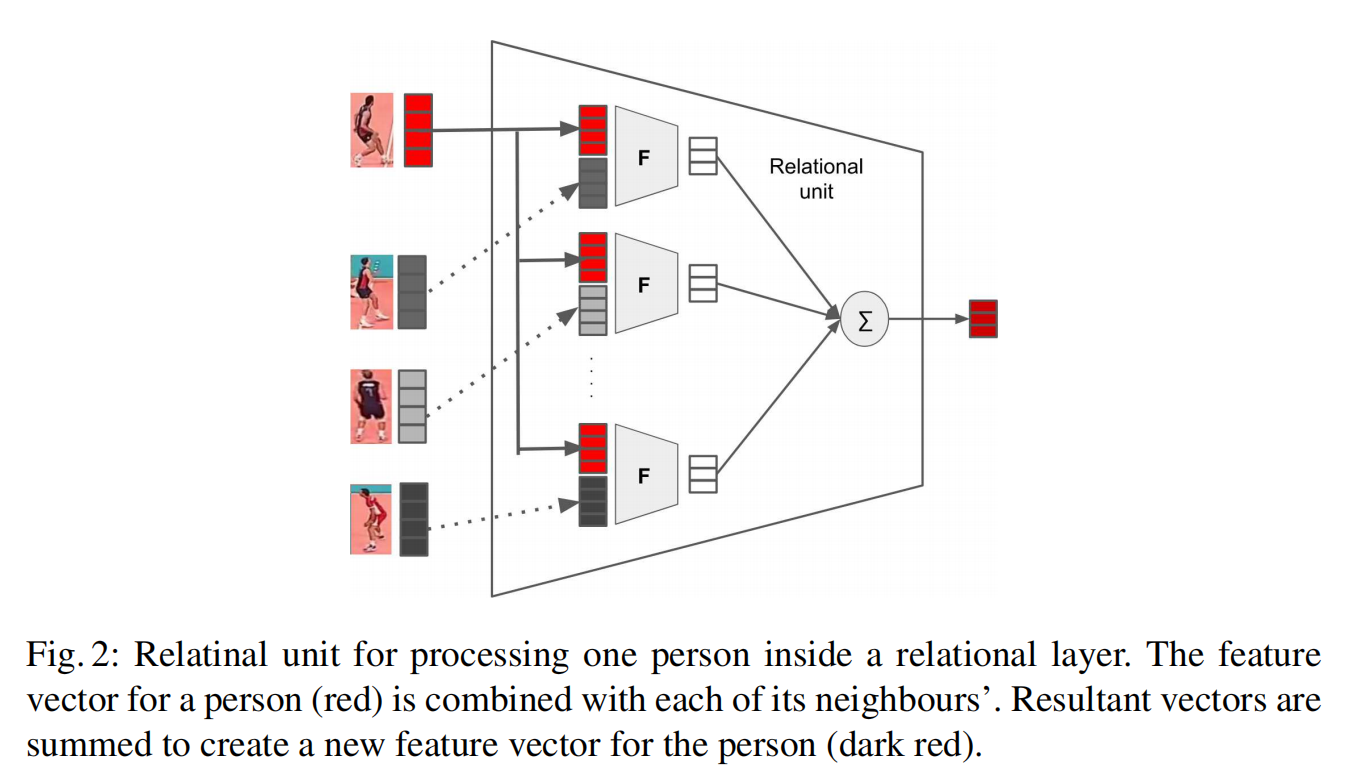 F
Relational
unit
F
Σ
F
Fig. 2: Relatinal unit for processing one person inside a relational layer. The feature
vector for a person (red) is combined with each of its neighbours’. Resultant vectors are
summed to create a new feature vector for the person (dark red).